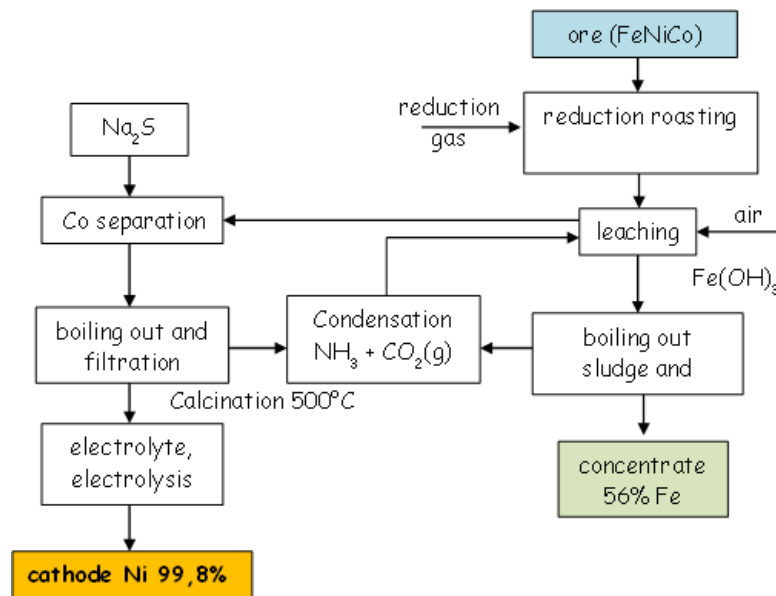 ore (FeNiCo)
reduction
gas
reduction roasting
Na₂S
Co separation
leaching
air
Fe(OH)₃
boiling out and
filtration
Condensation
NH₃ + CO₂(g)
boiling out
sludge and
Calcination 500°C
electrolyte,
electrolysis
concentrate
56% Fe
cathode Ni 99,8%